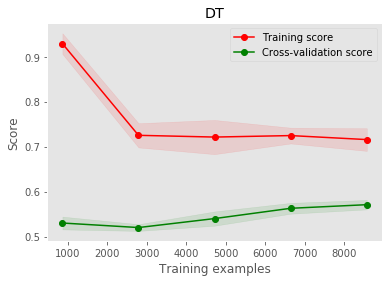 DT
Training score
Cross-validation score
Score
0.9
0.8
0.7
0.6
0.5
1000 2000 3000 4000 5000 6000 7000 8000
Training examples